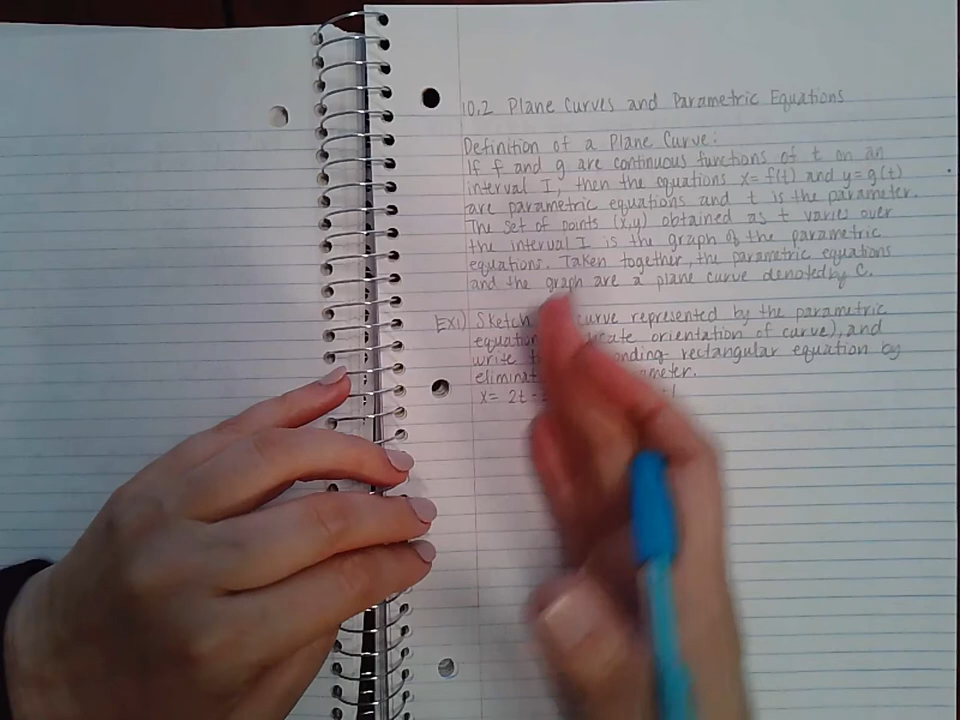 10.2 Plane Curves and Parametric Equations
Definition of a Plane Curve:
If f and g are continuous functions of t on an
interval I, then the equations x=f(t) and y=g(t)
are parametric equations and t is the parameter.
The set of points (x,y) obtained as t varies over
the interval I is the graph of the parametric
equations. Taken together, the parametric equations
and the graph are a plane curve denoted by C.
EX1) Sketch curve represented by the parametric
orientation of curve), and
write rectangular equation by
x= 2t